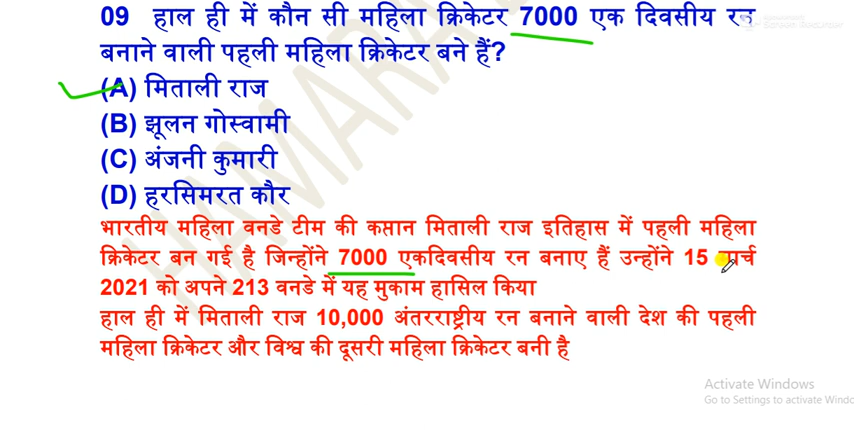 09 हाल ही में कौन सी महिला क्रिकेटर 7000 एक दिवसीय रन
बनाने वाली पहली महिला क्रिकेटर बने हैं?
(A) मिताली राज
(B) झूलन गोस्वामी
(C) अंजनी कुमारी
(D) हरसिमरत कौर
भारतीय महिला वनडे टीम की कप्तान मिताली राज इतिहास में पहली महिला
क्रिकेटर बन गई है जिन्होंने 7000 एकदिवसीय रन बनाए हैं उन्होंने 15 मार्च
2021 को अपने 213 वनडे में यह मुकाम हासिल किया
हाल ही में मिताली राज 10,000 अंतरराष्ट्रीय रन बनाने वाली देश की पहली
महिला क्रिकेटर और विश्व की दूसरी महिला क्रिकेटर बनी है
Activate Windows
Go to Settings to activate Windo